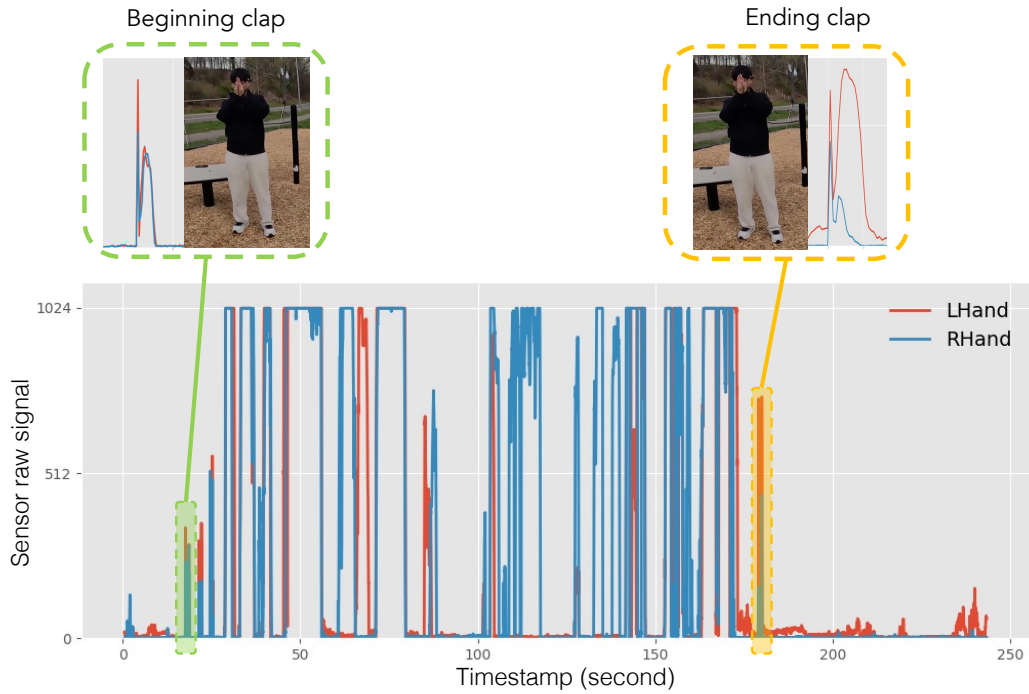 Beginning clap
Ending clap
LHand
RHand
Sensor raw signal
1024
512
0
0
50
100
150
200
250
Timestamp (second)